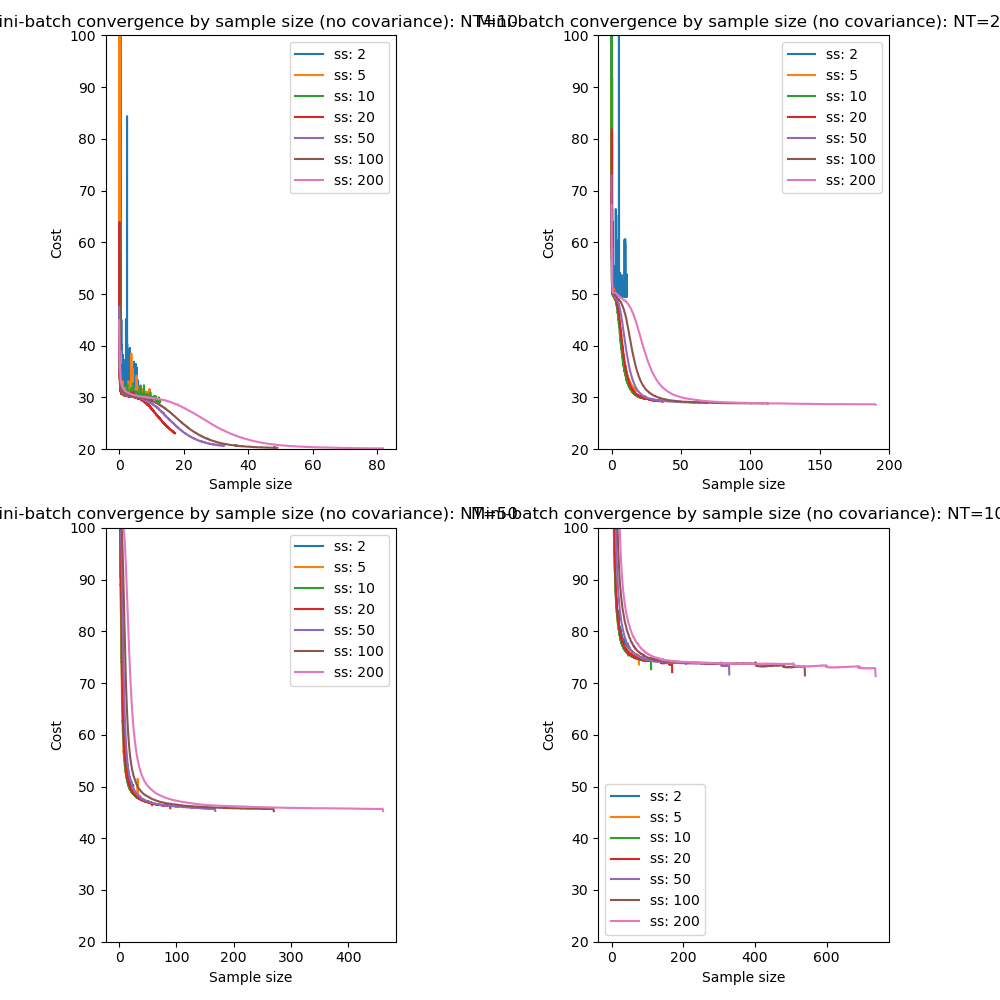 ini-batch convergence by sample size (no covariance): NT=10
Mini-batch convergence by sample size (no covariance): NT=2
100
90
80
70
60
50
40
30
20
Cost
ss: 2
ss: 5
ss: 10
ss: 20
ss: 50
ss: 100
ss: 200
0 20 40 60 80
Sample size
100
90
80
70
60
50
40
30
20
Cost
ss: 2
ss: 5
ss: 10
ss: 20
ss: 50
ss: 100
ss: 200
0 50 100 150 200
Sample size
ini-batch convergence by sample size (no covariance): NT=50
Mini-batch convergence by sample size (no covariance): NT=10
100
90
80
70
60
50
40
30
20
Cost
ss: 2
ss: 5
ss: 10
ss: 20
ss: 50
ss: 100
ss: 200
0 100 200 300 400
Sample size
100
90
80
70
60
50
40
30
20
Cost
ss: 2
ss: 5
ss: 10
ss: 20
ss: 50
ss: 100
ss: 200
0 200 400 600
Sample size